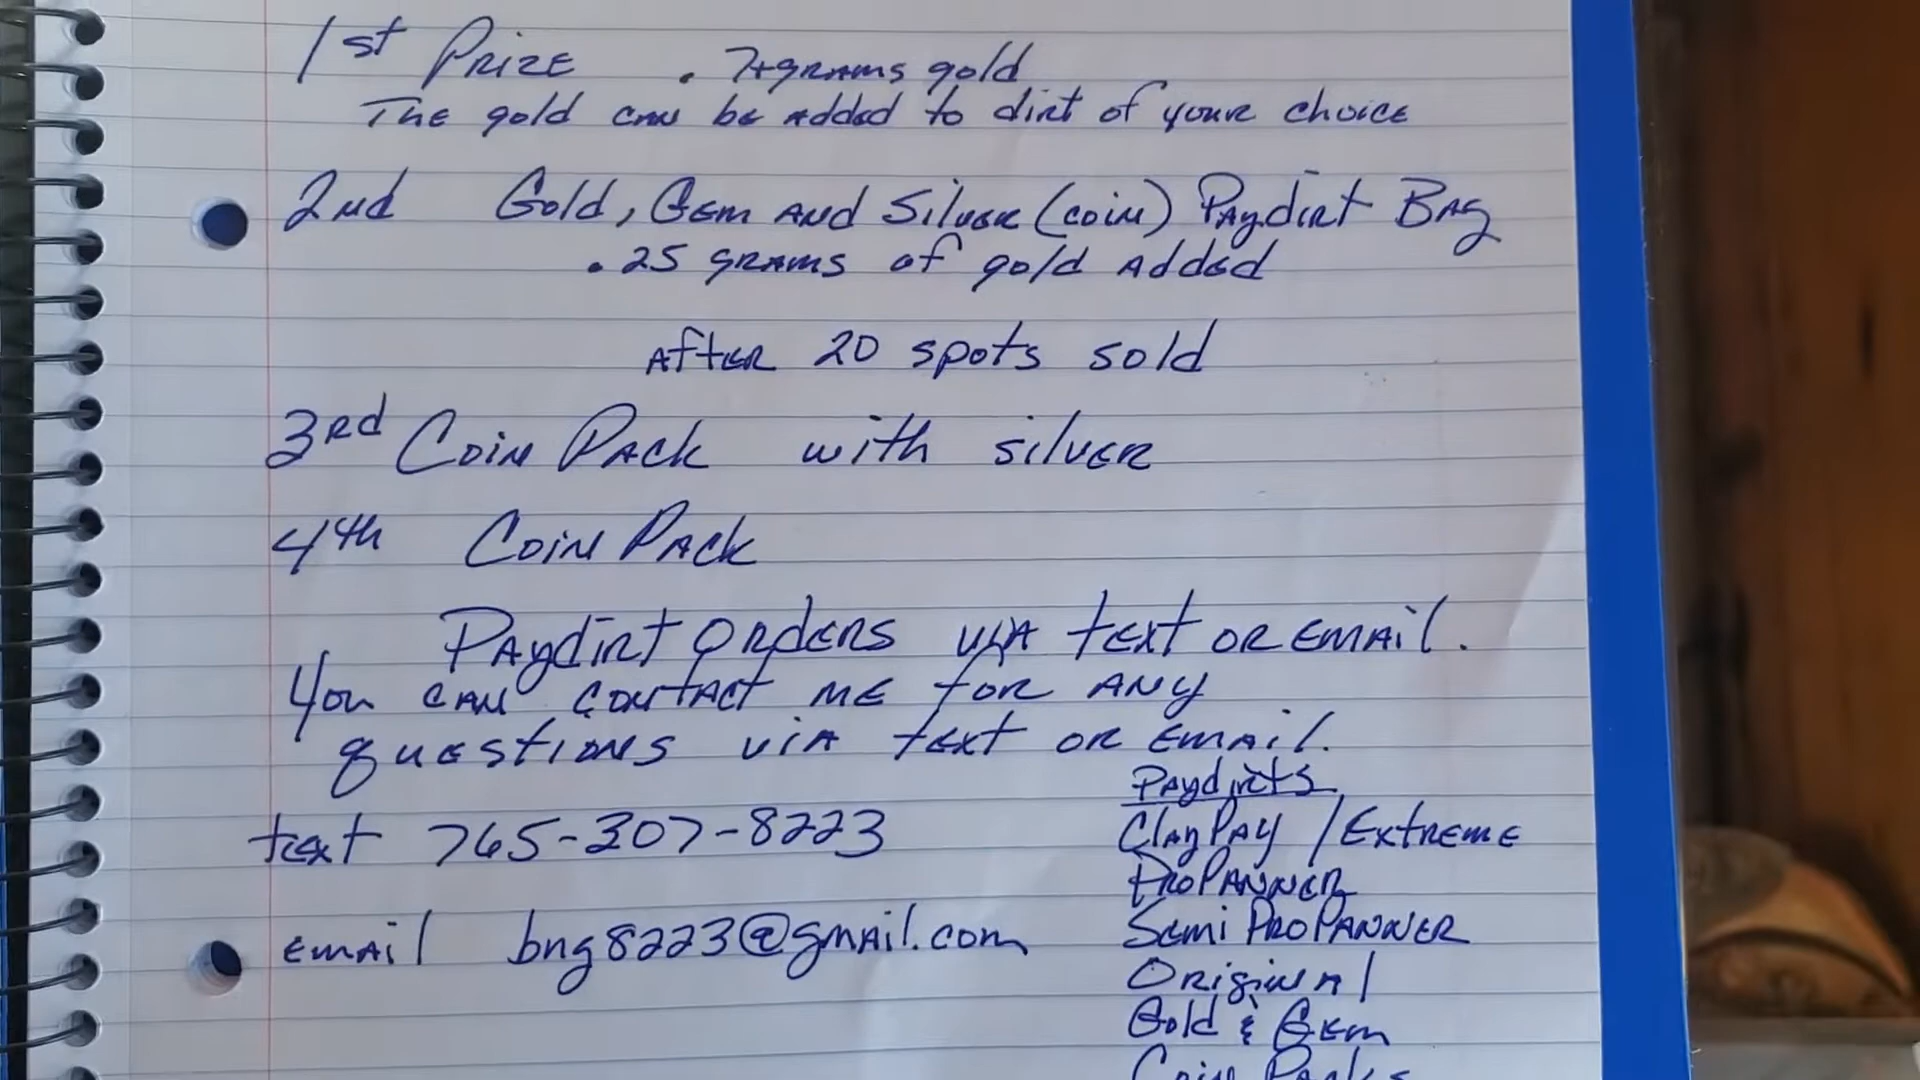 1st Prize .7+grams gold
The gold can be added to dirt of your choice
2nd Gold, Gem and Silver (coin) Paydirt Bag
.25 grams of gold added
After 20 spots sold
3rd Coin Pack with silver
4th Coin Pack
Paydirt orders via text or email.
You can contact me for any
questions via text or email.
Paydirts
text 765-307-8223
ClayPay / Extreme
ProPanner
email bng8223@gmail.com
Semi ProPanner
Original
Gold & Gem
Coin Packs